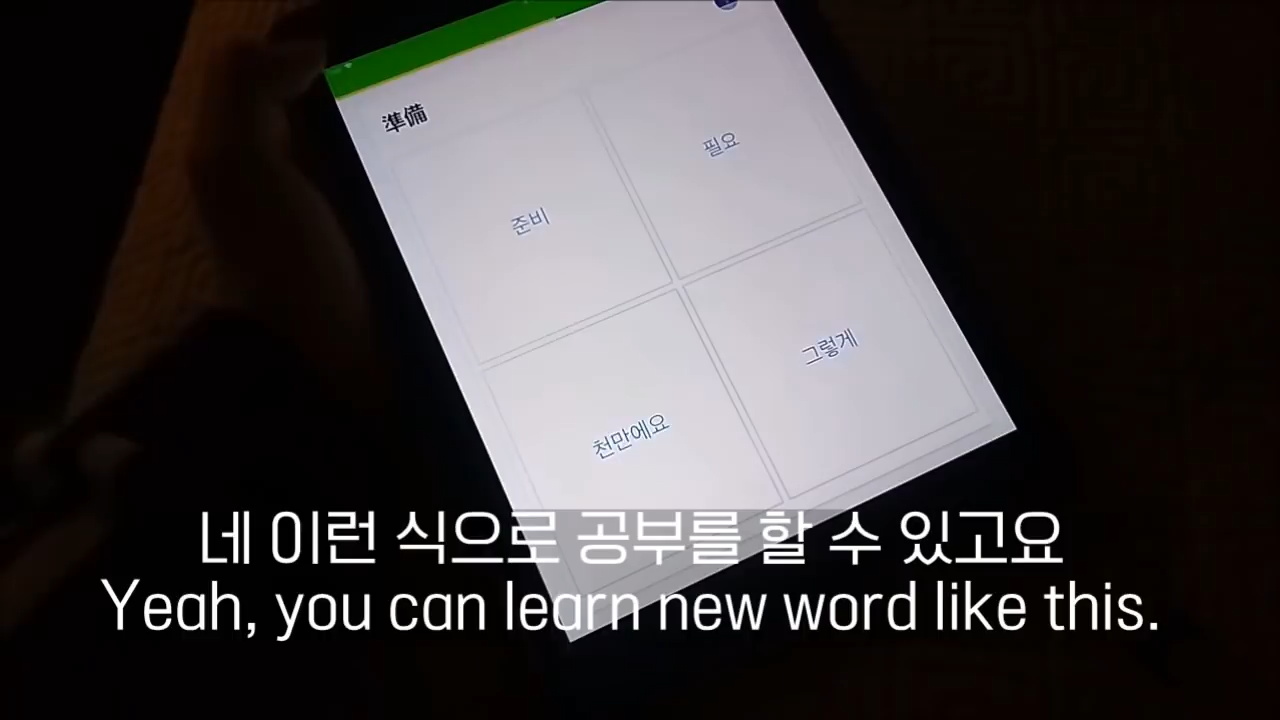 準備
준비
필요
천만에요
그렇게
네 이런 식으로 공부를 할 수 있고요
Yeah, you can learn new word like this.